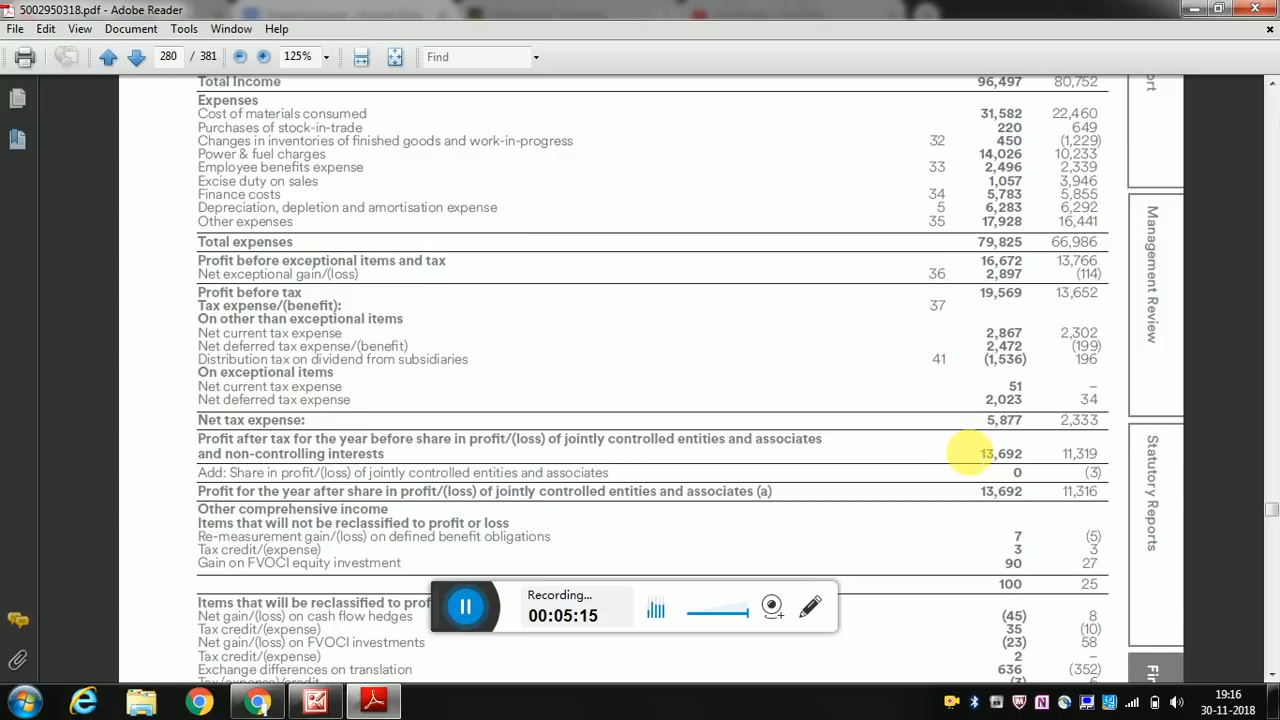 5002950318.pdf - Adobe Reader
File Edit View Document Tools Window Help
280 / 381 125% Find
Total Income 96,497 80,752
Expenses
Cost of materials consumed 31,582 22,460
Purchases of stock-in-trade 220 649
Changes in inventories of finished goods and work-in-progress 32 450 (1,229)
Power & fuel charges 14,026 10,233
Employee benefits expense 33 2,496 2,339
Excise duty on sales 1,057 3,946
Finance costs 34 5,783 5,855
Depreciation, depletion and amortisation expense 5 6,283 6,292
Other expenses 35 17,928 16,441
Total expenses 79,825 66,986
Profit before exceptional items and tax 16,672 13,766
Net exceptional gain/(loss) 36 2,897 (114)
Profit before tax 19,569 13,652
Tax expense/(benefit): 37
On other than exceptional items
Net current tax expense 2,867 2,302
Net deferred tax expense/(benefit) 2,472 (199)
Distribution tax on dividend from subsidiaries 41 (1,536) 196
On exceptional items
Net current tax expense 51 –
Net deferred tax expense 2,023 34
Net tax expense: 5,877 2,333
Profit after tax for the year before share in profit/(loss) of jointly controlled entities and associates
and non-controlling interests 13,692 11,319
Add: Share in profit/(loss) of jointly controlled entities and associates 0 (3)
Profit for the year after share in profit/(loss) of jointly controlled entities and associates (a) 13,692 11,316
Other comprehensive income
Items that will not be reclassified to profit or loss
Re-measurement gain/(loss) on defined benefit obligations 7 (5)
Tax credit/(expense) 3 3
Gain on FVOCI equity investment 90 27
100 25
Items that will be reclassified to prof
Net gain/(loss) on cash flow hedges (45) 8
Tax credit/(expense) 35 (10)
Net gain/(loss) on FVOCI investments (23) 58
Tax credit/(expense) 2 –
Exchange differences on translation 636 (352)
ort
Management Review
Statutory Reports
Fin
Recording...
00:05:15
19:16
30-11-2018